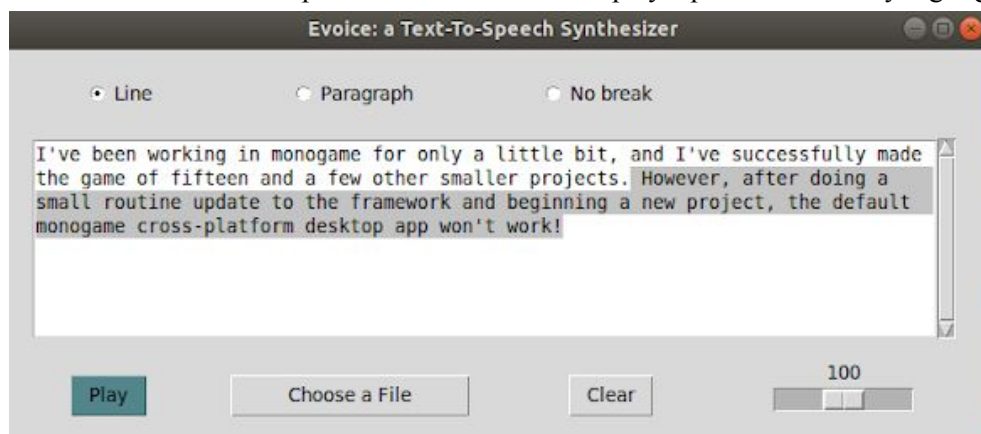 Evoice: a Text-To-Speech Synthesizer
Line Paragraph No break
I've been working in monogame for only a little bit, and I've successfully made
the game of fifteen and a few other smaller projects. However, after doing a
small routine update to the framework and beginning a new project, the default
monogame cross-platform desktop app won't work!
100
Play Choose a File Clear